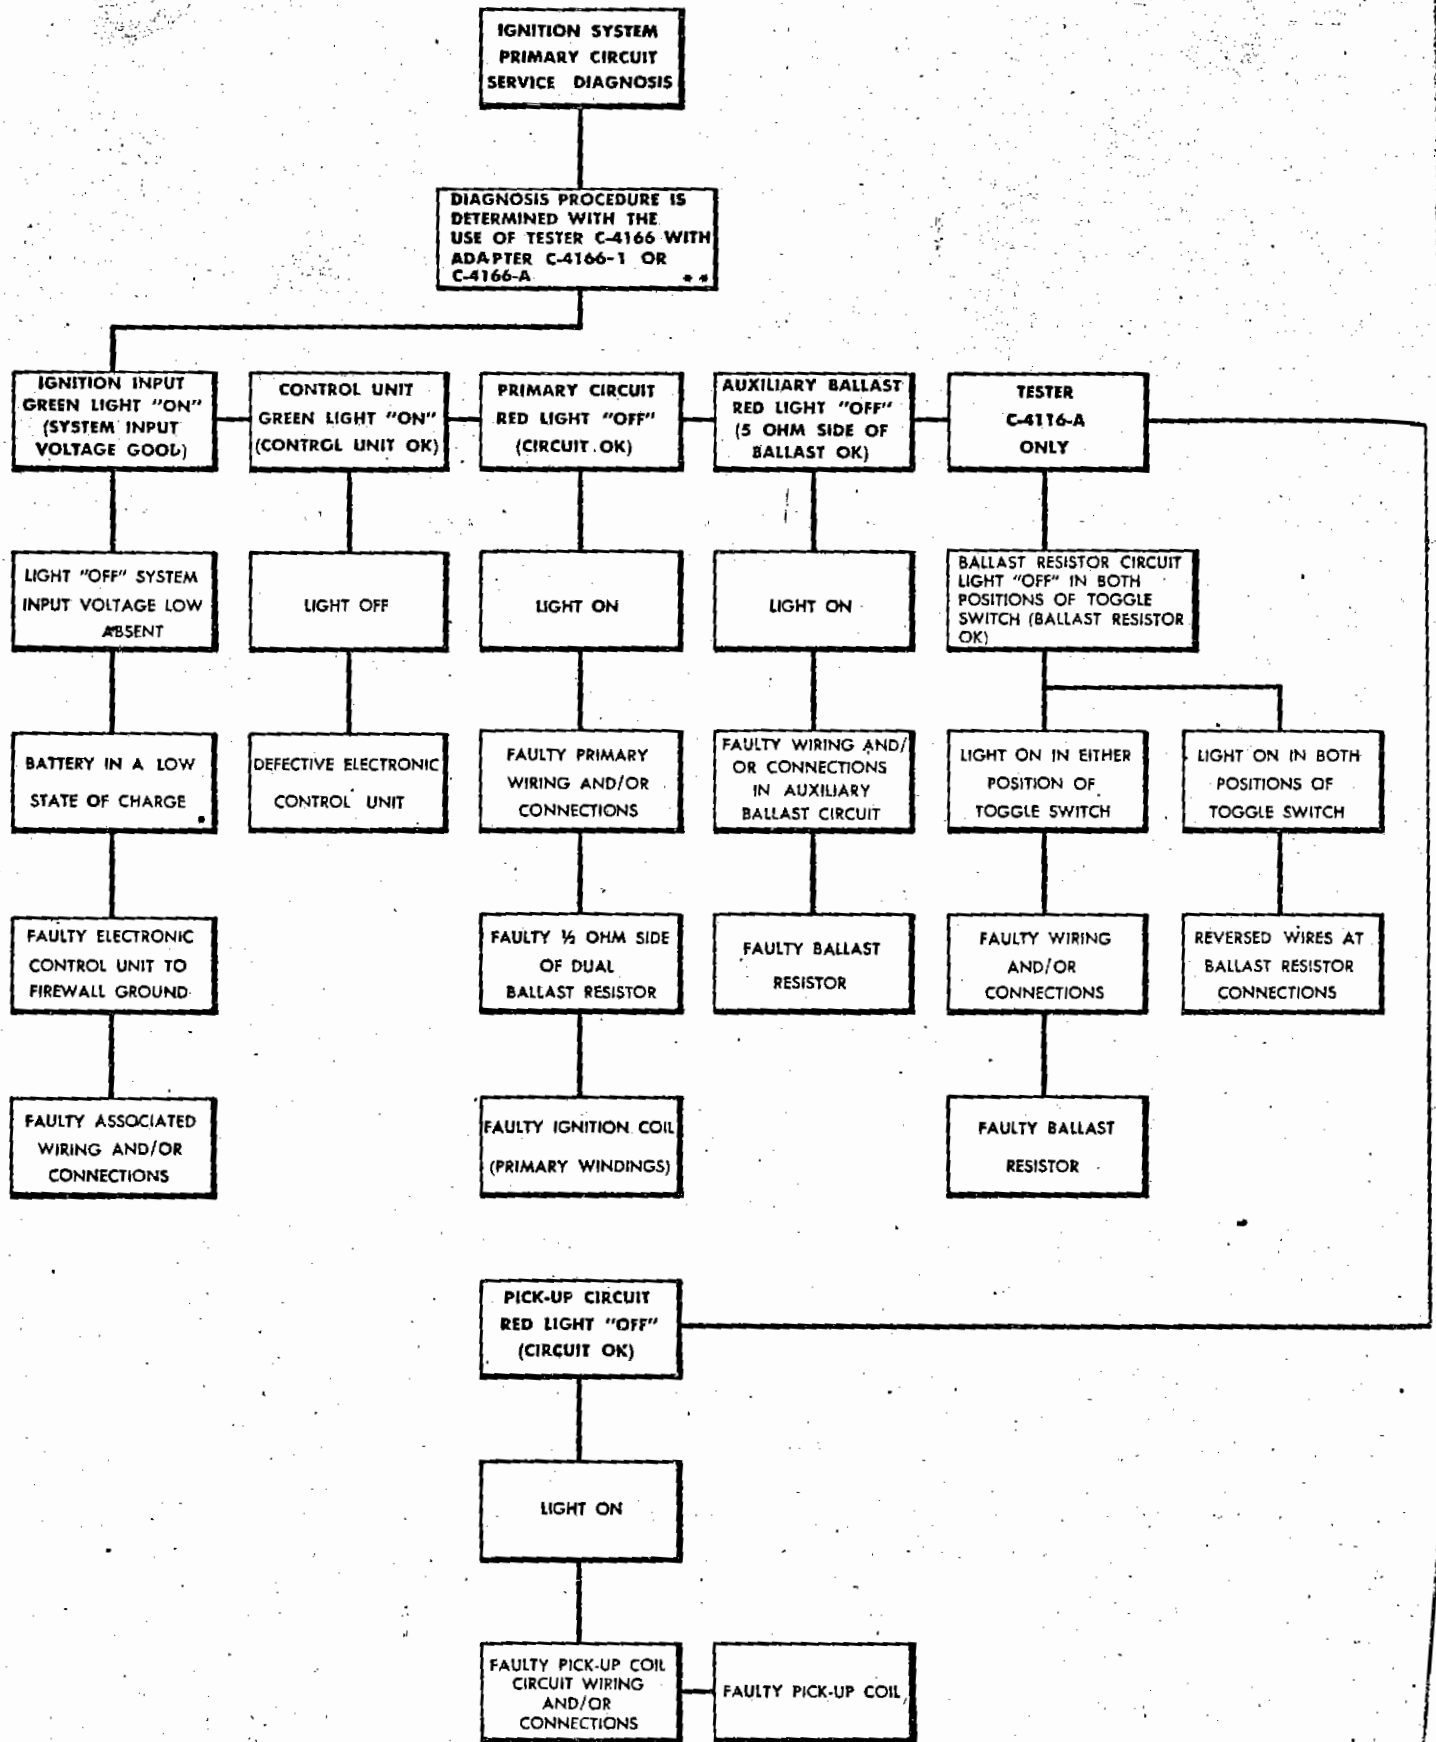 IGNITION SYSTEM
PRIMARY CIRCUIT
SERVICE DIAGNOSIS
DIAGNOSIS PROCEDURE IS
DETERMINED WITH THE
USE OF TESTER C-4166 WITH
ADAPTER C-4166-1 OR
C-4166-A **
IGNITION INPUT
GREEN LIGHT "ON"
(SYSTEM INPUT
VOLTAGE GOOD)
CONTROL UNIT
GREEN LIGHT "ON"
(CONTROL UNIT OK)
PRIMARY CIRCUIT
RED LIGHT "OFF"
(CIRCUIT OK)
AUXILIARY BALLAST
RED LIGHT "OFF"
(5 OHM SIDE OF
BALLAST OK)
TESTER
C-4116-A
ONLY
LIGHT "OFF" SYSTEM
INPUT VOLTAGE LOW
ABSENT
LIGHT OFF
LIGHT ON
LIGHT ON
BALLAST RESISTOR CIRCUIT
LIGHT "OFF" IN BOTH
POSITIONS OF TOGGLE
SWITCH (BALLAST RESISTOR
OK)
BATTERY IN A LOW
STATE OF CHARGE *
DEFECTIVE ELECTRONIC
CONTROL UNIT
FAULTY PRIMARY
WIRING AND/OR
CONNECTIONS
FAULTY WIRING AND/
OR CONNECTIONS
IN AUXILIARY
BALLAST CIRCUIT
LIGHT ON IN EITHER
POSITION OF
TOGGLE SWITCH
LIGHT ON IN BOTH
POSITIONS OF
TOGGLE SWITCH
FAULTY ELECTRONIC
CONTROL UNIT TO
FIREWALL GROUND
FAULTY ½ OHM SIDE
OF DUAL
BALLAST RESISTOR
FAULTY BALLAST
RESISTOR
FAULTY WIRING
AND/OR
CONNECTIONS
REVERSED WIRES AT
BALLAST RESISTOR
CONNECTIONS
FAULTY ASSOCIATED
WIRING AND/OR
CONNECTIONS
FAULTY IGNITION COIL
(PRIMARY WINDINGS)
FAULTY BALLAST
RESISTOR
PICK-UP CIRCUIT
RED LIGHT "OFF"
(CIRCUIT OK)
LIGHT ON
FAULTY PICK-UP COIL
CIRCUIT WIRING
AND/OR
CONNECTIONS
FAULTY PICK-UP COIL